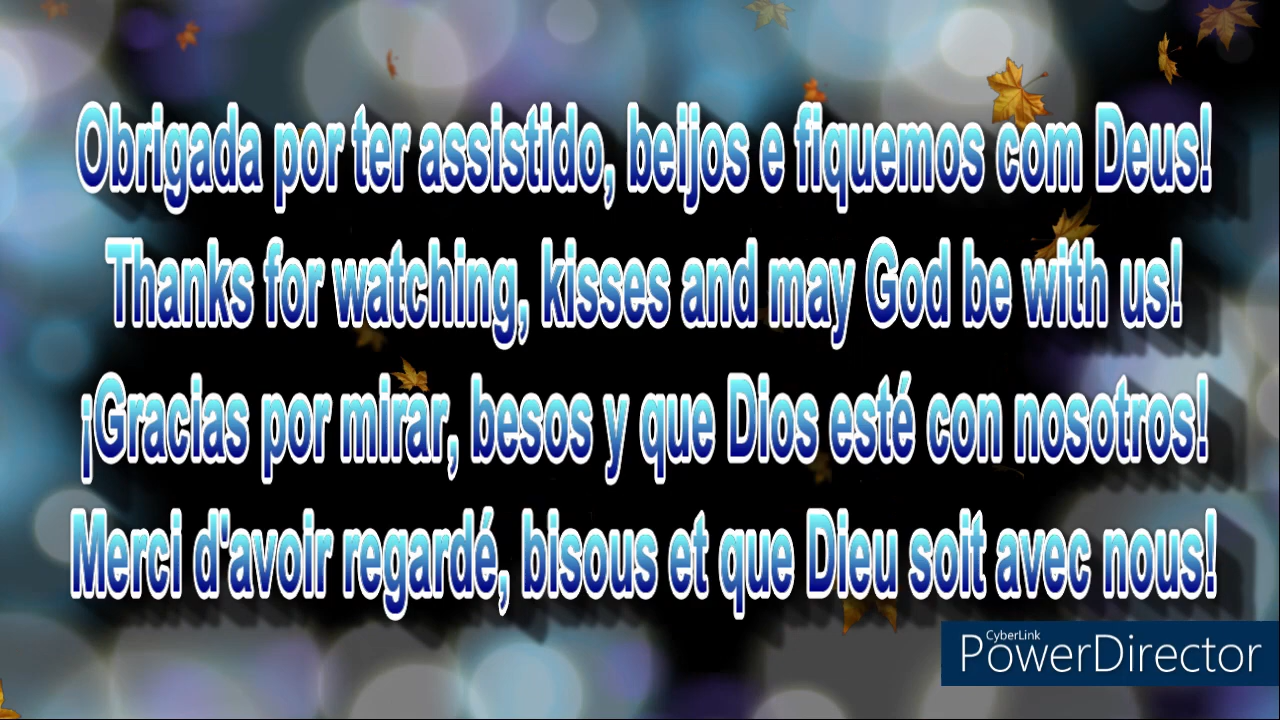 Obrigada por ter assistido, beijos e fiquemos com Deus!
Thanks for watching, kisses and may God be with us!
¡Gracias por mirar, besos y que Dios esté con nosotros!
Merci d'avoir regardé, bisous et que Dieu soit avec nous!
CyberLink
PowerDirector